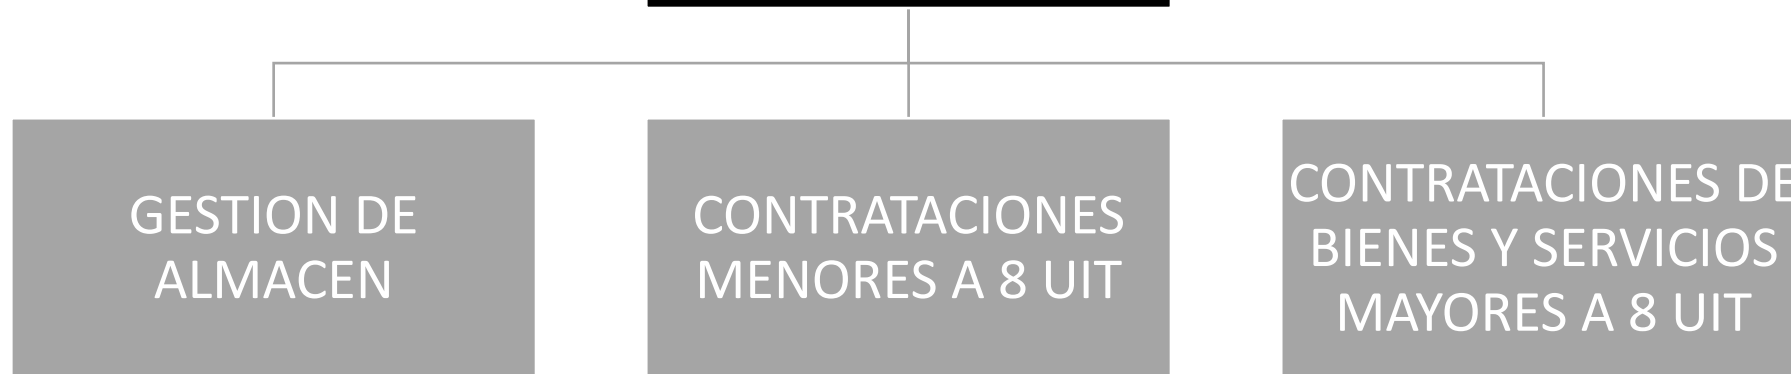 GESTION DE
ALMACEN
CONTRATACIONES
MENORES A 8 UIT
CONTRATACIONES DE
BIENES Y SERVICIOS
MAYORES A 8 UIT